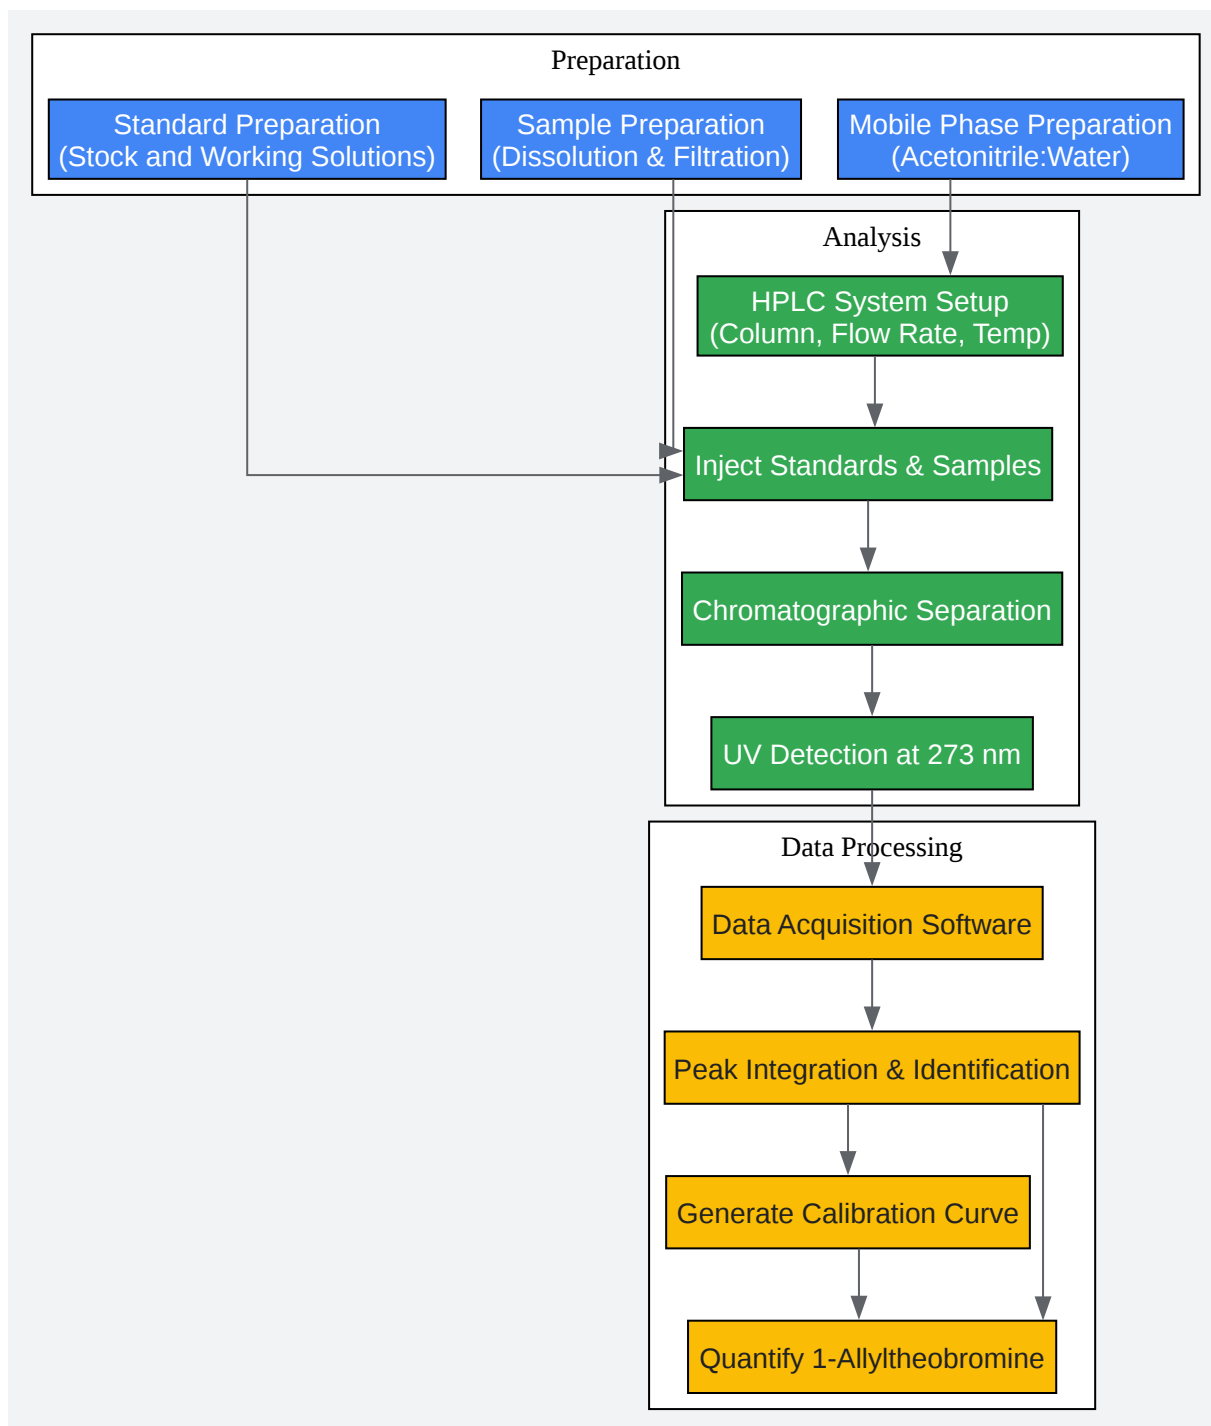 Preparation
Standard Preparation
(Stock and Working Solutions)
Sample Preparation
(Dissolution & Filtration)
Mobile Phase Preparation
(Acetonitrile:Water)
Analysis
HPLC System Setup
(Column, Flow Rate, Temp)
Inject Standards & Samples
Chromatographic Separation
UV Detection at 273 nm
Data Processing
Data Acquisition Software
Peak Integration & Identification
Generate Calibration Curve
Quantify 1-Allyltheobromine